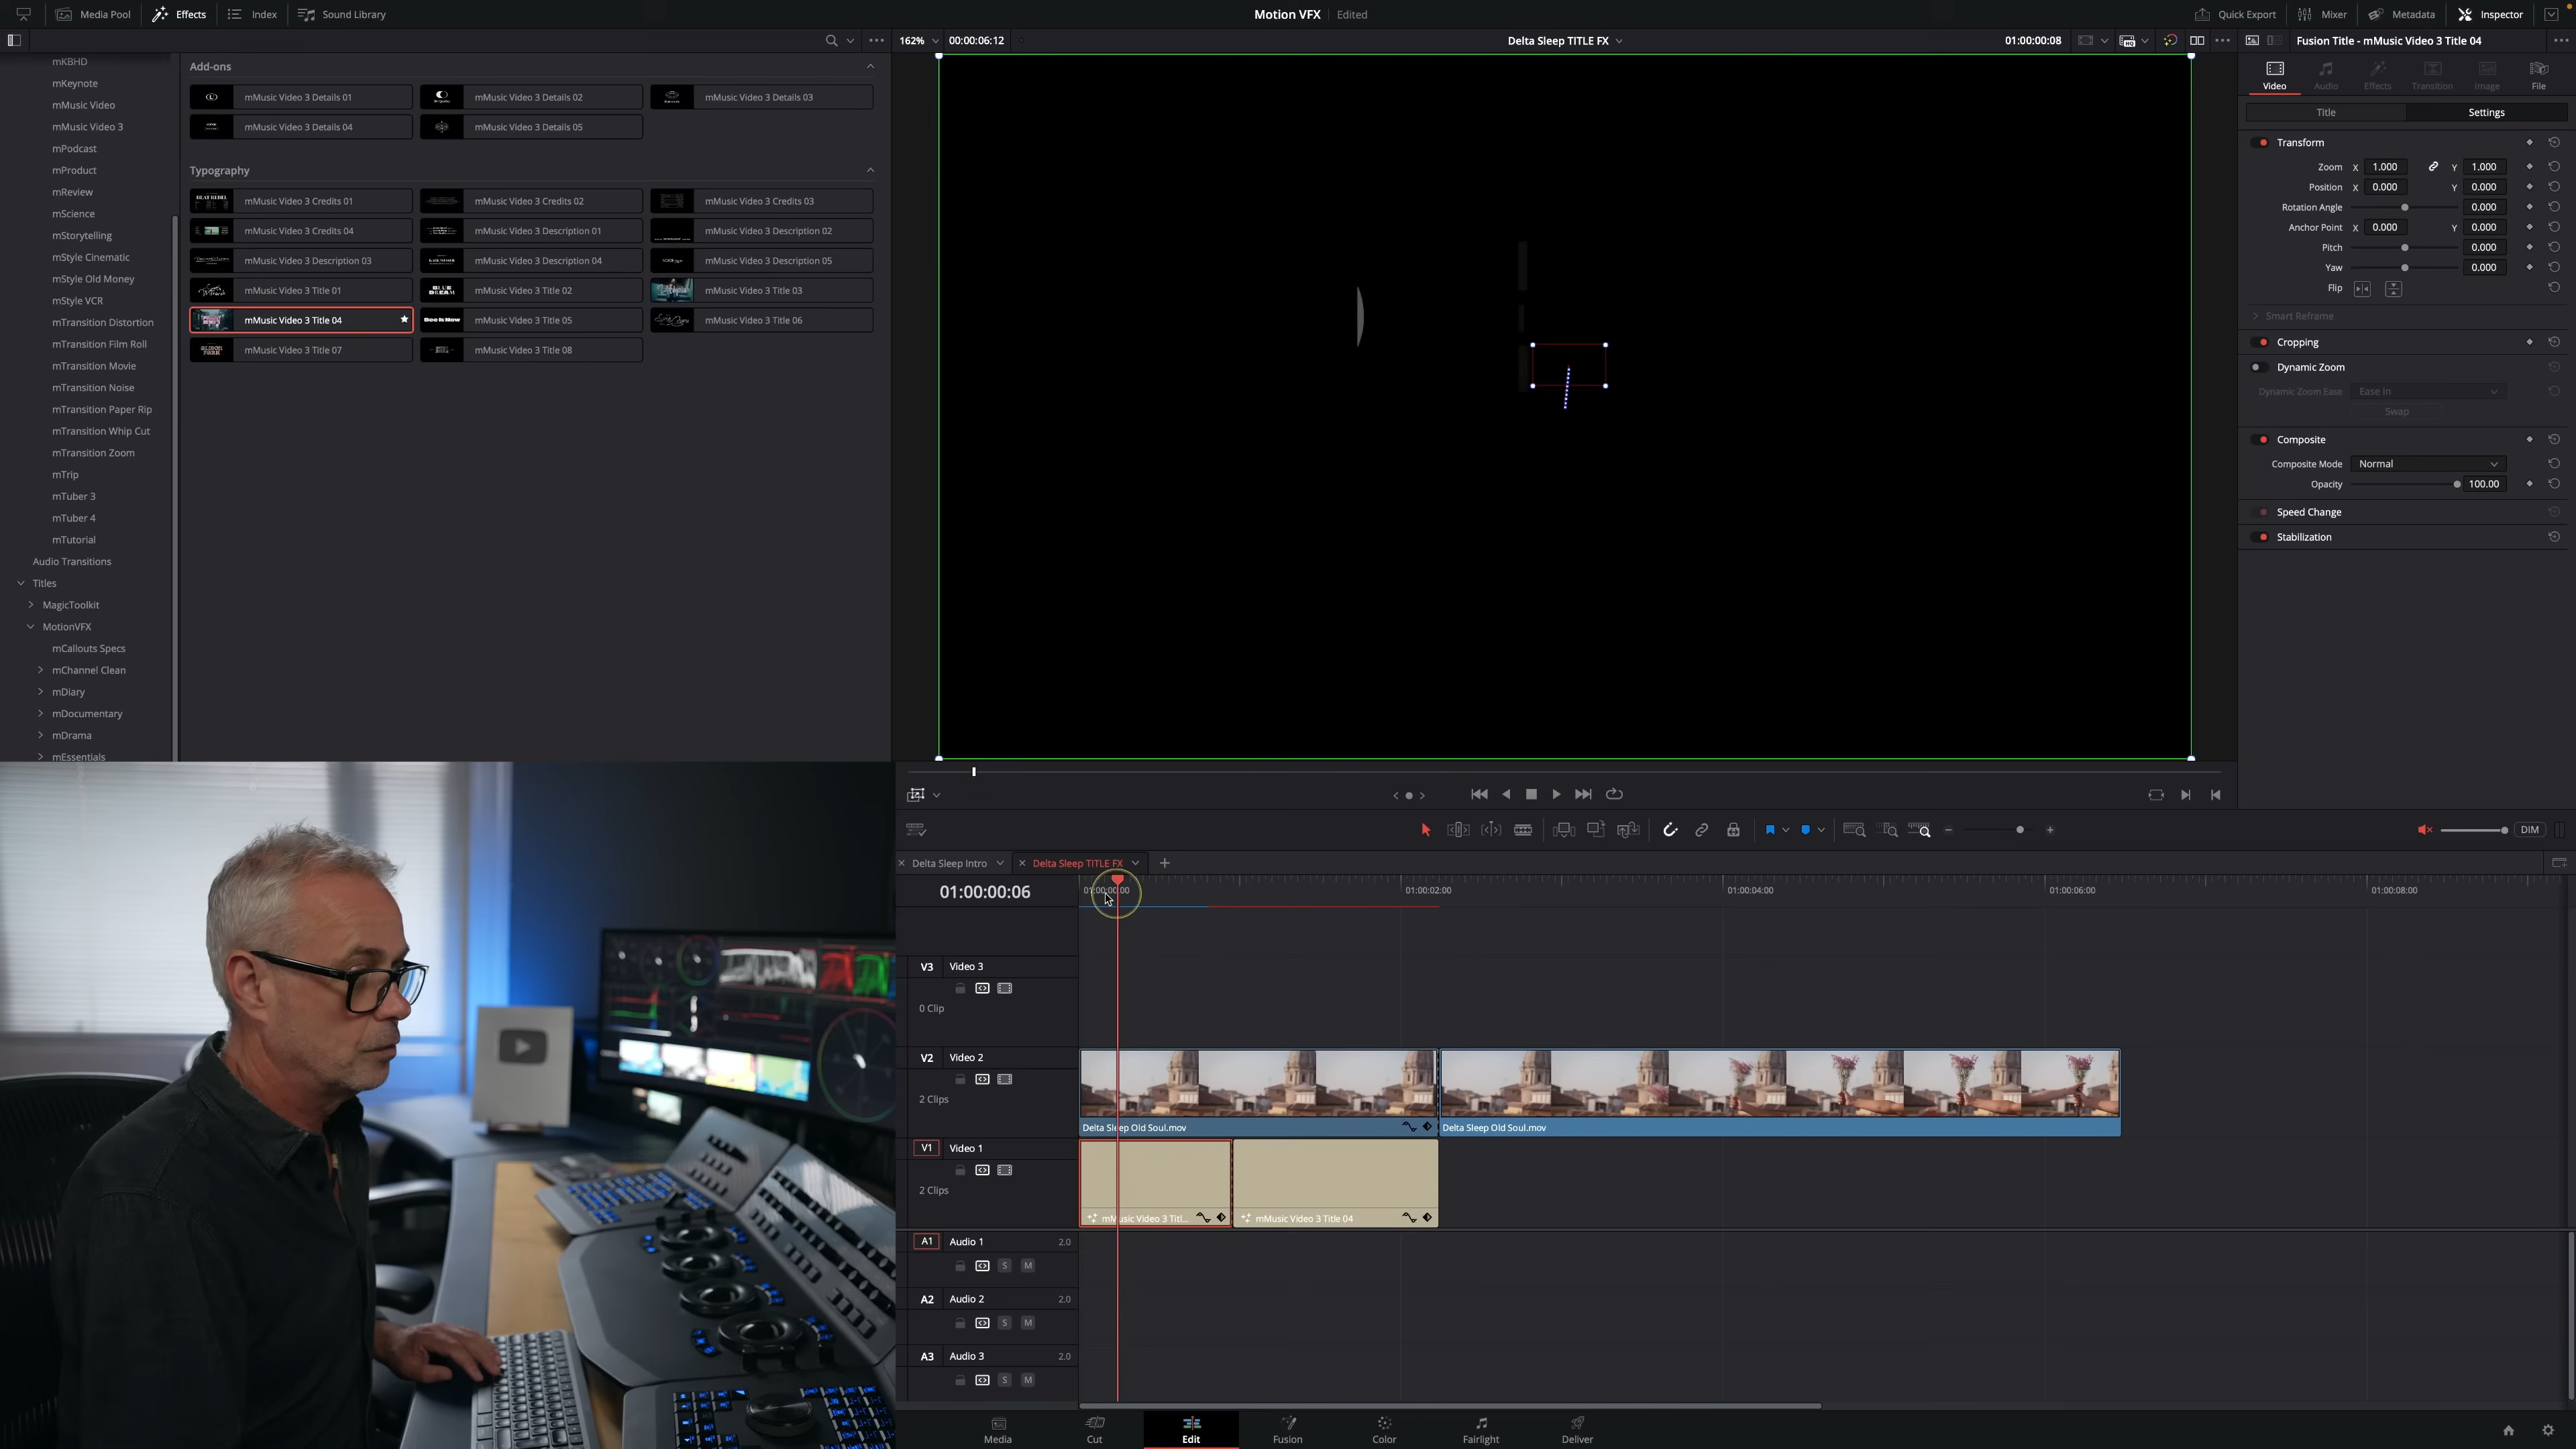 Media Pool Effects Index Sound Library Motion VFX Edited Quick Export Mixer Metadata Inspector
162% 00:00:06:12 Delta Sleep TITLE FX 01:00:00:08 Fusion Title - mMusic Video 3 Title 04
mKBHD
mKeynote
mMusic Video
mMusic Video 3
mPodcast
mProduct
mReview
mScience
mStorytelling
mStyle Cinematic
mStyle Old Money
mStyle VCR
mTransition Distortion
mTransition Film Roll
mTransition Movie
mTransition Noise
mTransition Paper Rip
mTransition Whip Cut
mTransition Zoom
mTrip
mTuber 3
mTuber 4
mTutorial
Audio Transitions
Titles
MagicToolkit
MotionVFX
mCallouts Specs
mChannel Clean
mDiary
mDocumentary
mDrama
mEssentials
Add-ons
mMusic Video 3 Details 01 mMusic Video 3 Details 02 mMusic Video 3 Details 03
mMusic Video 3 Details 04 mMusic Video 3 Details 05
Typography
mMusic Video 3 Credits 01 mMusic Video 3 Credits 02 mMusic Video 3 Credits 03
mMusic Video 3 Credits 04 mMusic Video 3 Description 01 mMusic Video 3 Description 02
mMusic Video 3 Description 03 mMusic Video 3 Description 04 mMusic Video 3 Description 05
mMusic Video 3 Title 01 mMusic Video 3 Title 02 mMusic Video 3 Title 03
mMusic Video 3 Title 04 mMusic Video 3 Title 05 mMusic Video 3 Title 06
mMusic Video 3 Title 07 mMusic Video 3 Title 08
Video Audio Effects Transition Image File
Title Settings
Transform
Zoom X 1.000 Y 1.000
Position X 0.000 Y 0.000
Rotation Angle 0.000
Anchor Point X 0.000 Y 0.000
Pitch 0.000
Yaw 0.000
Flip
Smart Reframe
Cropping
Dynamic Zoom
Dynamic Zoom Ease Ease In
Swap
Composite
Composite Mode Normal
Opacity 100.00
Speed Change
Stabilization
DIM
Delta Sleep Intro Delta Sleep TITLE FX
01:00:00:06 01:00:00:00 01:00:02:00 01:00:04:00 01:00:06:00 01:00:08:00
V3 Video 3
0 Clip
V2 Video 2
2 Clips
Delta Sleep Old Soul.mov Delta Sleep Old Soul.mov
V1 Video 1
2 Clips
mMusic Video 3 Titl... mMusic Video 3 Title 04
A1 Audio 1 2.0
S M
A2 Audio 2 2.0
S M
A3 Audio 3 2.0
S M
Media Cut Edit Fusion Color Fairlight Deliver